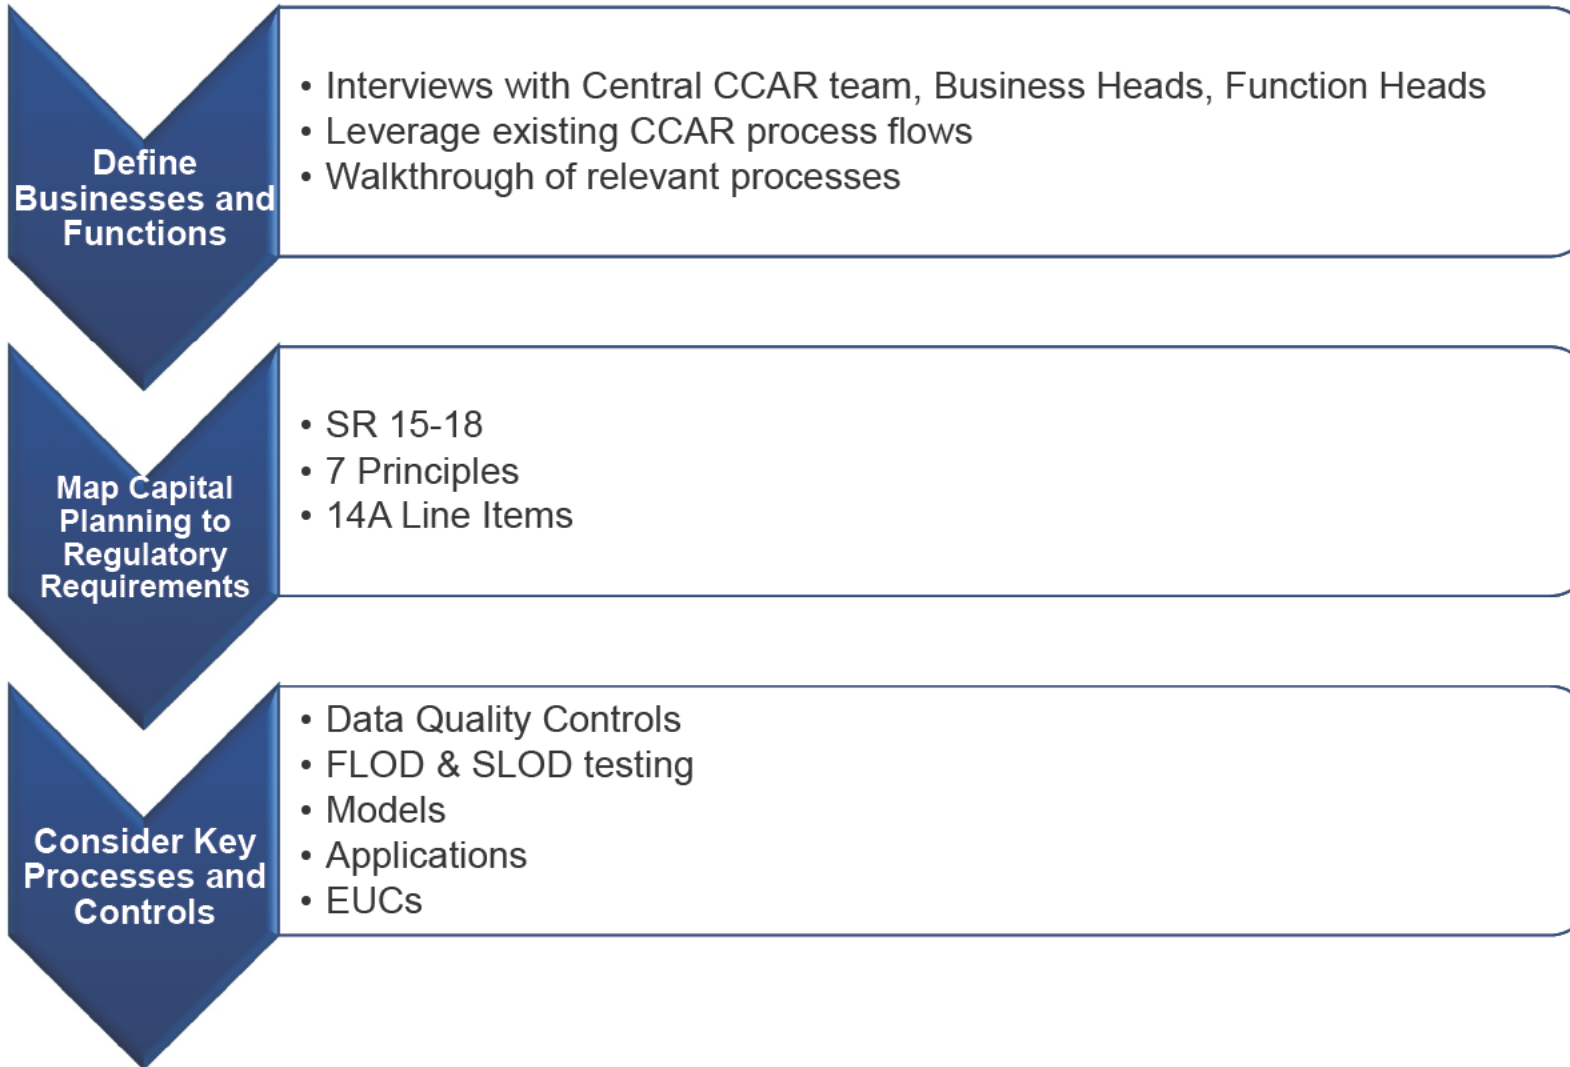 Define
Businesses and
Functions
• Interviews with Central CCAR team, Business Heads, Function Heads
• Leverage existing CCAR process flows
• Walkthrough of relevant processes
Map Capital
Planning to
Regulatory
Requirements
• SR 15-18
• 7 Principles
• 14A Line Items
Consider Key
Processes and
Controls
• Data Quality Controls
• FLOD & SLOD testing
• Models
• Applications
• EUCs